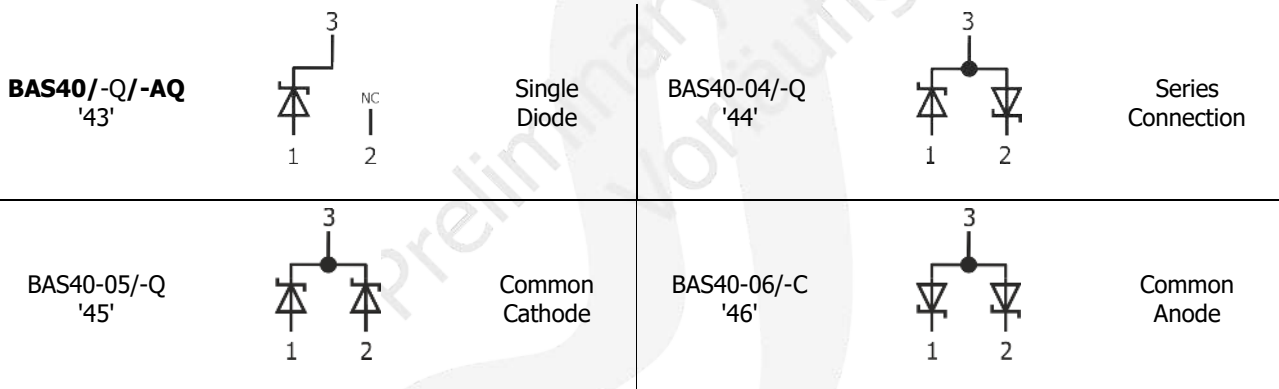 BAS40/-Q/-AQ
'43'
3
NC
1 2
Single
Diode
BAS40-04/-Q
'44'
3
1 2
Series
Connection
BAS40-05/-Q
'45'
3
1 2
Common
Cathode
BAS40-06/-C
'46'
3
1 2
Common
Anode
Preliminary